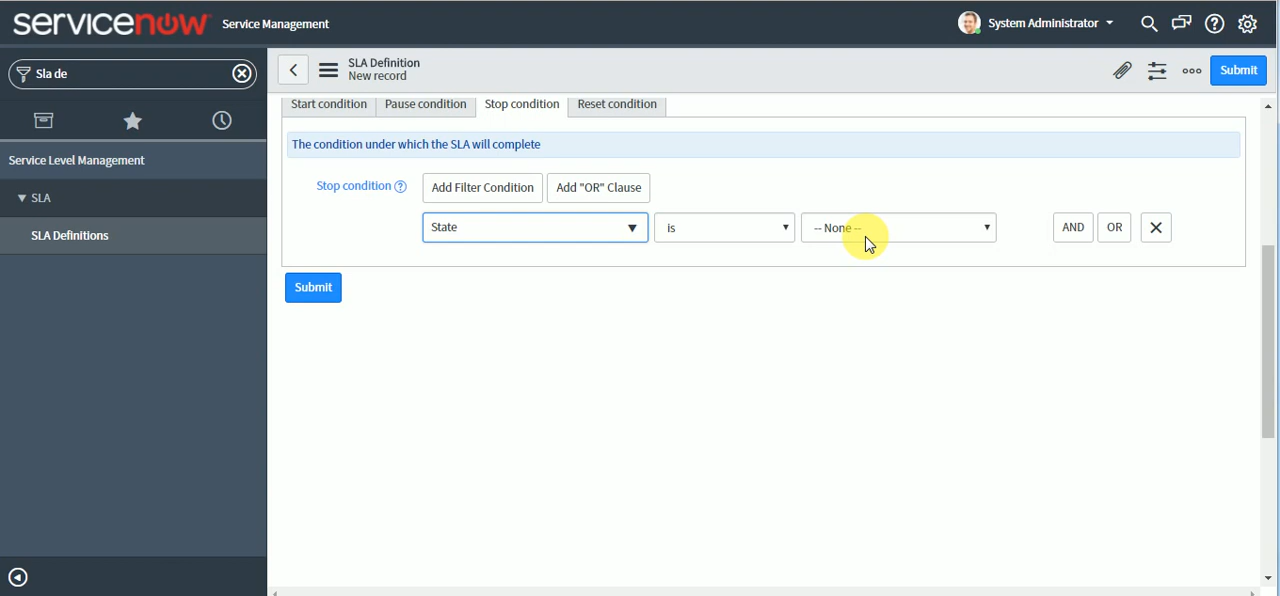 servicenow Service Management
System Administrator
Sla de
SLA Definition
New record
Submit
Start condition Pause condition Stop condition Reset condition
The condition under which the SLA will complete
Service Level Management
SLA
SLA Definitions
Stop condition Add Filter Condition Add "OR" Clause
State is -- None -- AND OR
Submit